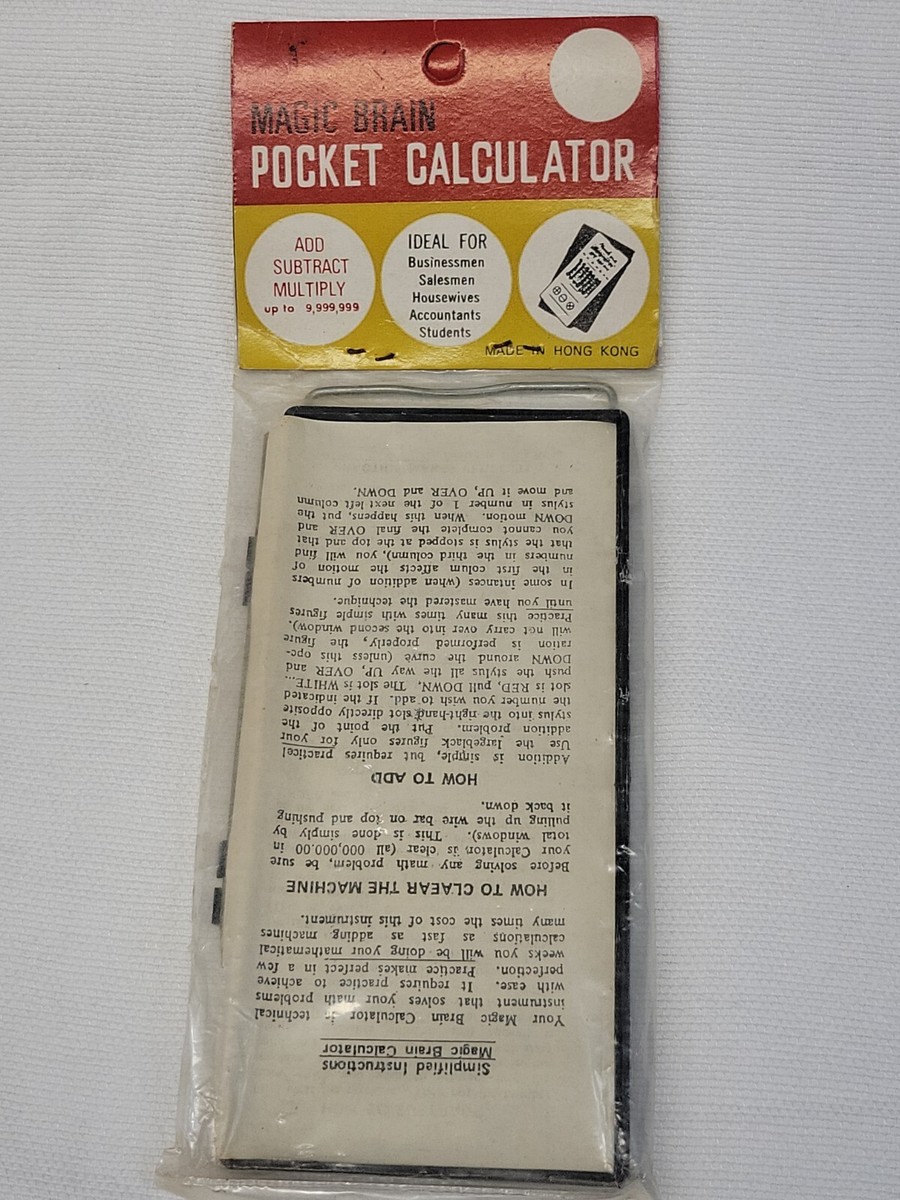 MAGIC BRAIN
POCKET CALCULATOR
ADD
SUBTRACT
MULTIPLY
up to 9,999,999
IDEAL FOR
Businessmen
Salesmen
Housewives
Accountants
Students
MADE IN HONG KONG
Simplified Instructions
Magic Brain Calculator
Your Magic Brain Calculator is technical
instrument that solves your math problems
with ease. It requires practice to achieve
perfection. Practice makes perfect in a few
weeks you will be doing your mathematical
calculations as fast as adding machines
many times the cost of this instrument.
HOW TO CLAEAR THE MACHINE
Before solving any math problem, be sure
your Calculator is clear (all 000,000.00 in
total windows). This is done simply by
pulling up the wire bar on top and pushing
it back down.
HOW TO ADD
Addition is simple, but requires practice!
Use the largeblack figures only for your
addition problem. Put the point of the
stylus into the right-hand slot directly opposite
the number you wish to add. If the indicated
slot is RED, pull DOWN, The slot is WHITE...
push the stylus all the way UP, OVER and
DOWN around the curve (unless this ope-
ration is performed properly, the figure
will not carry over into the second window).
Practice this many times with simple figures
until you have mastered the technique.
In some intances (when addition of numbers
in the first colum affects the motion of
numbers in the third column), you will find
that the stylus is stopped at the top and that
you cannot complete the final OVER and
DOWN motion. When this happens, put the
stylus in number 1 of the next left column
and move it UP, OVER and DOWN.